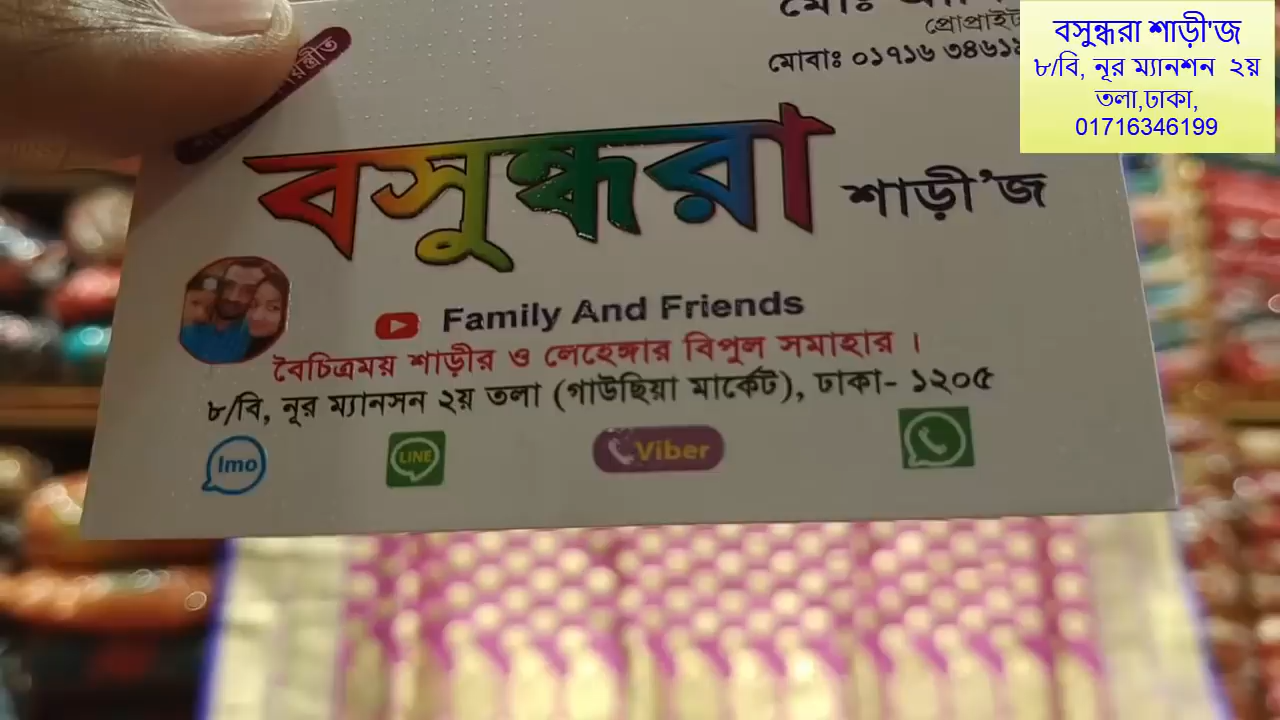 মোঃ
প্রোপ্রাইট
মোবাঃ ০১৭১৬ ৩৪৬১৯
বসুন্ধরা শাড়ী'জ
Family And Friends
বৈচিত্রময় শাড়ীর ও লেহেঙ্গার বিপুল সমাহার ।
৮/বি, নূর ম্যানসন ২য় তলা (গাউছিয়া মার্কেট), ঢাকা- ১২০৫
Imo LINE Viber
বসুন্ধরা শাড়ী'জ
৮/বি, নূর ম্যানশন ২য়
তলা,ঢাকা,
01716346199